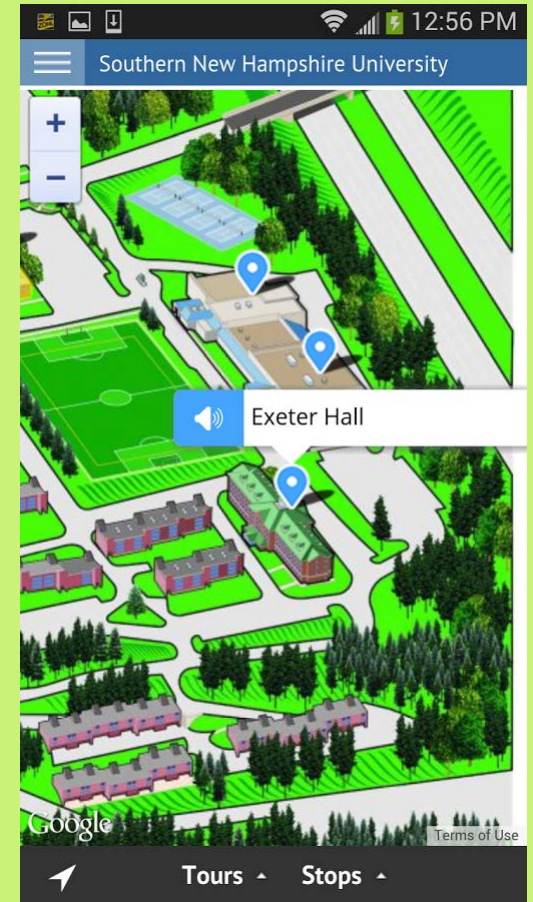 12:56 PM
Southern New Hampshire University
+
−
Exeter Hall
Google
Terms of Use
Tours
Stops